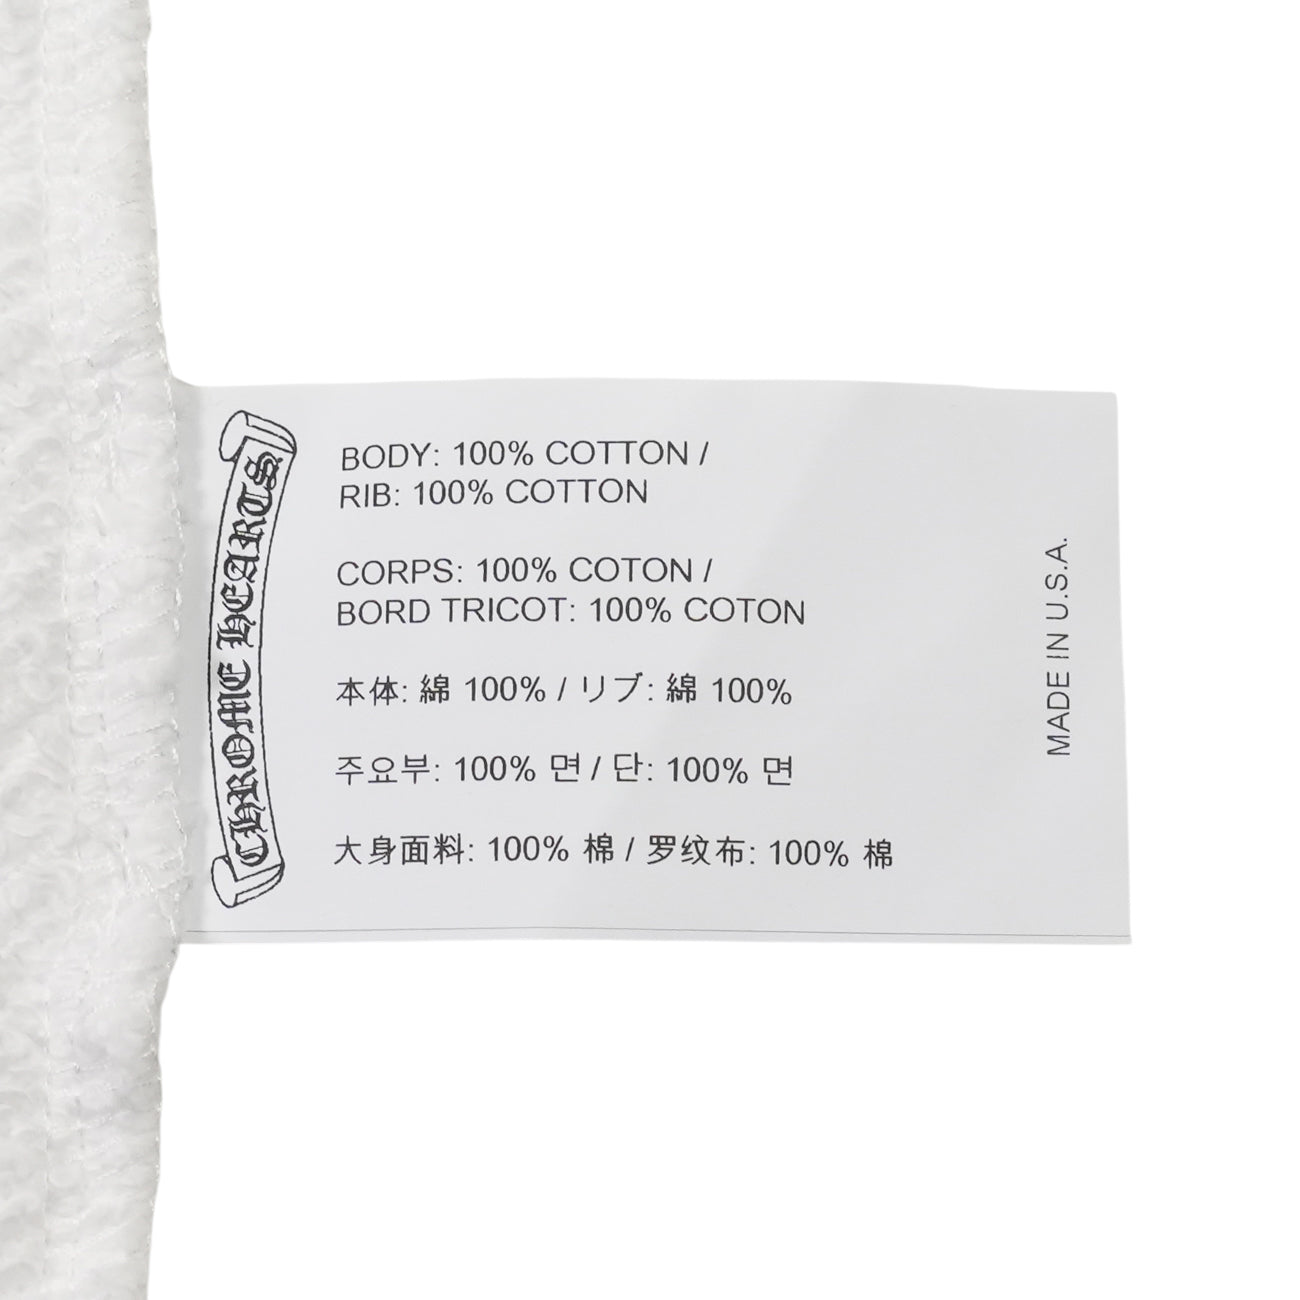 CHROME HEARTS
BODY: 100% COTTON /
RIB: 100% COTTON
CORPS: 100% COTON /
BORD TRICOT: 100% COTON
本体: 綿 100% / リブ: 綿 100%
주요부: 100% 면 / 단: 100% 면
大身面料: 100% 棉 / 罗纹布: 100% 棉
MADE IN U.S.A.